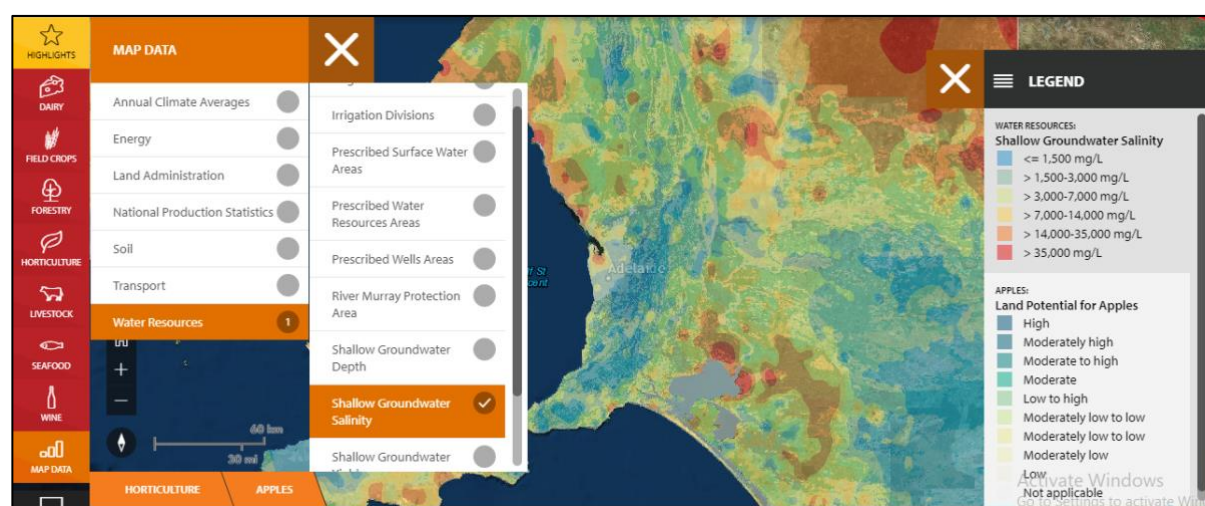 HIGHLIGHTS
DAIRY
FIELD CROPS
FORESTRY
HORTICULTURE
LIVESTOCK
SEAFOOD
WINE
MAP DATA
MAP DATA
Annual Climate Averages
Energy
Land Administration
National Production Statistics
Soil
Transport
Water Resources 1
+
−
60 km
30 mi
HORTICULTURE
APPLES
Irrigation Divisions
Prescribed Surface Water
Areas
Prescribed Water
Resources Areas
Prescribed Wells Areas
River Murray Protection
Area
Shallow Groundwater
Depth
Shallow Groundwater
Salinity
Shallow Groundwater
Adelaide
LEGEND
WATER RESOURCES:
Shallow Groundwater Salinity
<= 1,500 mg/L
> 1,500-3,000 mg/L
> 3,000-7,000 mg/L
> 7,000-14,000 mg/L
> 14,000-35,000 mg/L
> 35,000 mg/L
APPLES:
Land Potential for Apples
High
Moderately high
Moderate to high
Moderate
Low to high
Moderately low to low
Moderately low to low
Moderately low
Low
Not applicable
Activate Windows
Go to Settings to activate Win